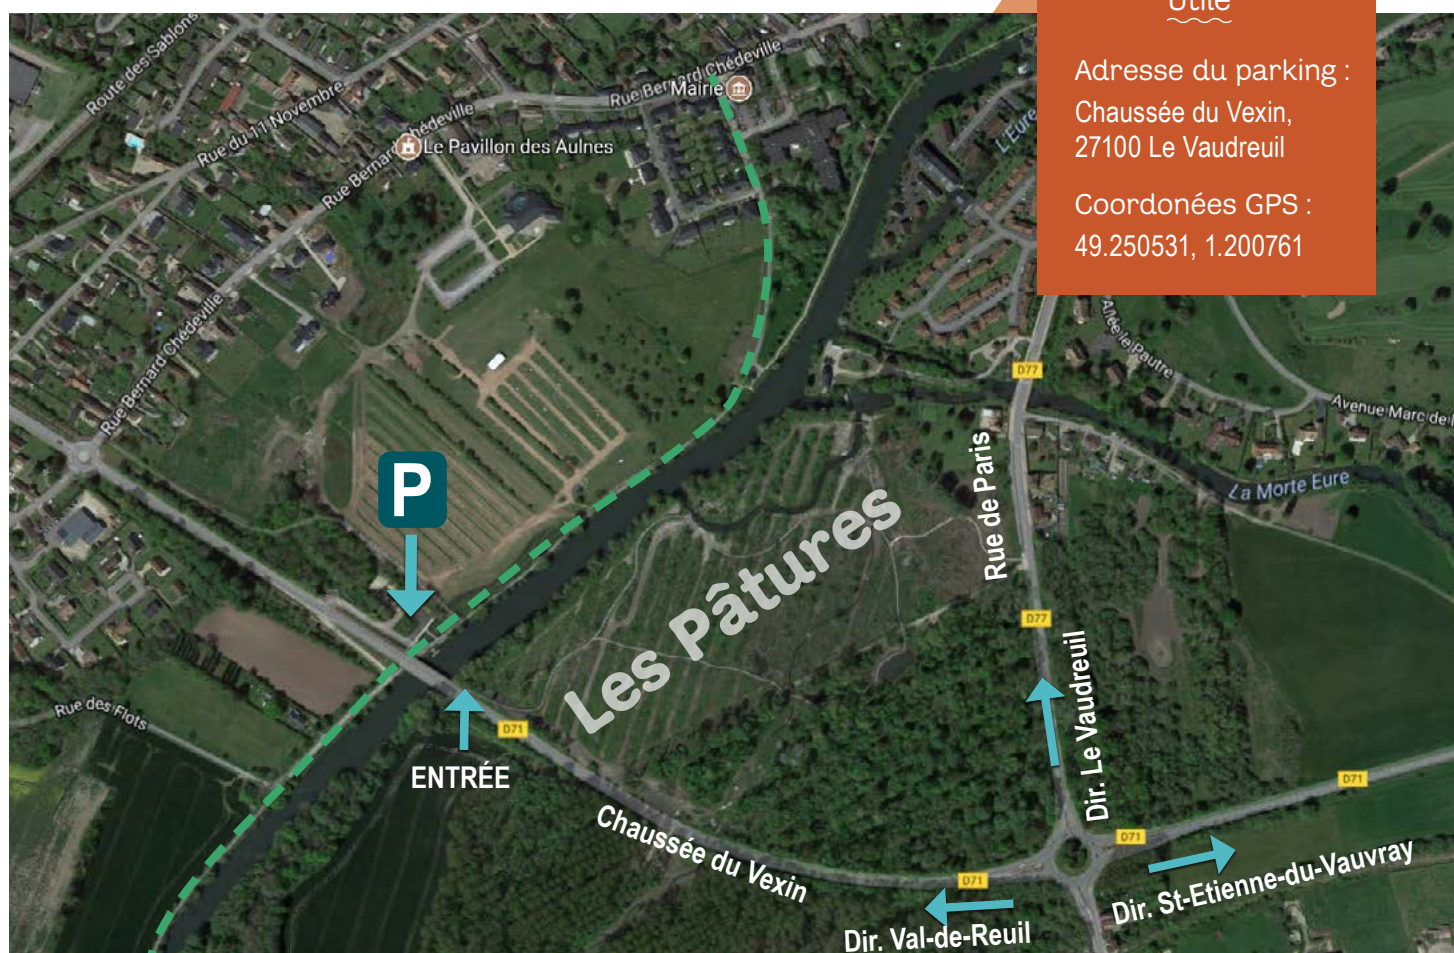 Utile
Adresse du parking :
Chaussée du Vexin,
27100 Le Vaudreuil
Coordonées GPS :
49.250531, 1.200761
Route des Sablons
Rue du 11 Novembre
Rue Bernard Chédeville
Mairie
Rue Bernard Chédeville
Le Pavillon des Aulnes
L'Eure
Rue Bernard Chédeville
Allée le Pautre
D77
Avenue Marc de
La Morte Eure
P
Rue de Paris
Les Pâtures
D77
Rue des Flots
D71
ENTRÉE
Dir. Le Vaudreuil
D71
Chaussée du Vexin
D71
D71
Dir. St-Etienne-du-Vauvray
Dir. Val-de-Reuil